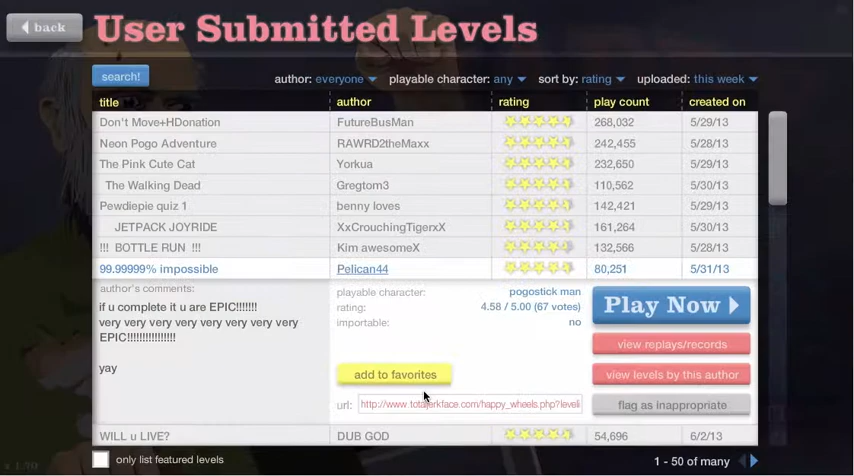 back
User Submitted Levels
search!
author: everyone playable character: any sort by: rating uploaded: this week
title author rating play count created on
Don't Move+HDonation FutureBusMan 268,032 5/29/13
Neon Pogo Adventure RAWRD2theMaxx 242,455 5/28/13
The Pink Cute Cat Yorkua 232,650 5/29/13
The Walking Dead Gregtom3 110,562 5/30/13
Pewdiepie quiz 1 benny loves 142,421 5/29/13
JETPACK JOYRIDE XxCrouchingTigerxX 161,264 5/30/13
!!! BOTTLE RUN !!! Kim awesomeX 132,566 5/28/13
99.99999% impossible Pelican44 80,251 5/31/13
author's comments:
if u complete it u are EPIC!!!!!!!
very very very very very very very very
EPIC!!!!!!!!!!!!!!!!
yay
playable character: pogostick man
rating: 4.58 / 5.00 (67 votes)
importable: no
add to favorites
url: http://www.totaljerkface.com/happy_wheels.php?leveli
Play Now
view replays/records
view levels by this author
flag as inappropriate
WILL u LIVE? DUB GOD 54,696 6/2/13
only list featured levels
1 - 50 of many